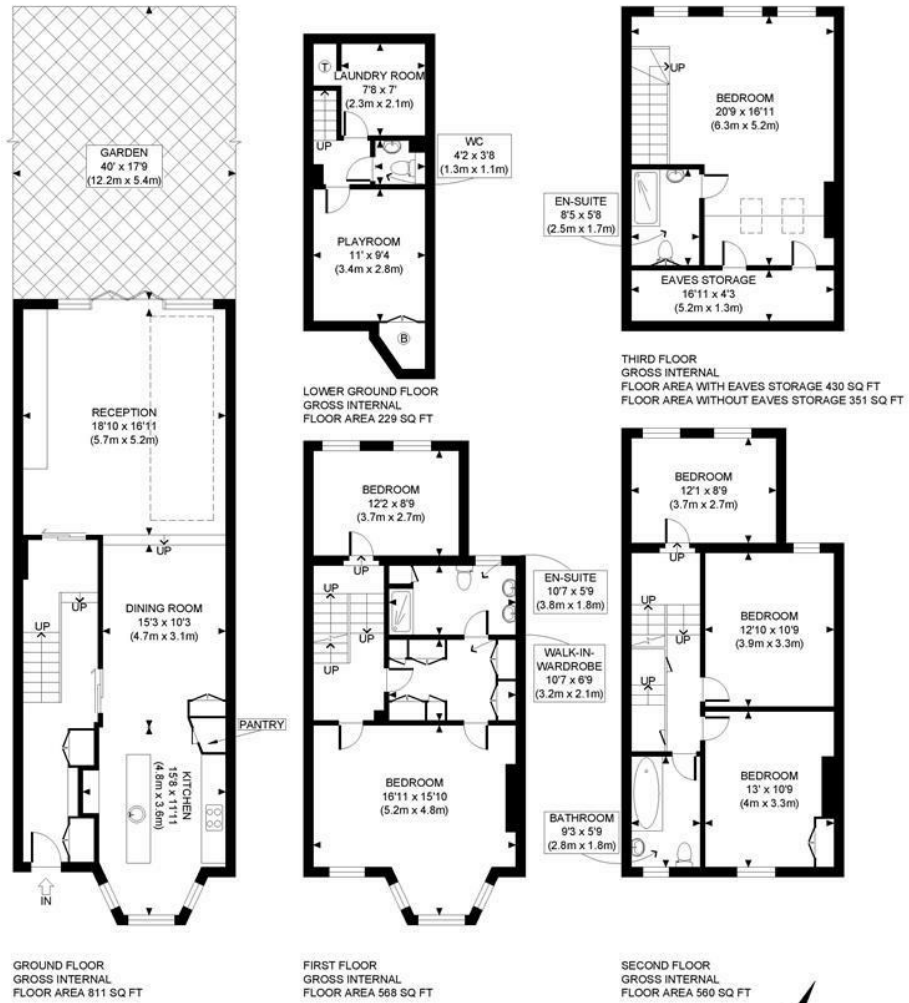 GARDEN
40' x 17'9
(12.2m x 5.4m)
RECEPTION
18'10 x 16'11
(5.7m x 5.2m)
UP
UP
UP
DINING ROOM
15'3 x 10'3
(4.7m x 3.1m)
PANTRY
KITCHEN
15'8 x 11'11
(4.8m x 3.6m)
IN
GROUND FLOOR
GROSS INTERNAL
FLOOR AREA 811 SQ FT
T
LAUNDRY ROOM
7'8 x 7'
(2.3m x 2.1m)
UP
WC
4'2 x 3'8
(1.3m x 1.1m)
PLAYROOM
11' x 9'4
(3.4m x 2.8m)
B
LOWER GROUND FLOOR
GROSS INTERNAL
FLOOR AREA 229 SQ FT
UP
BEDROOM
20'9 x 16'11
(6.3m x 5.2m)
EN-SUITE
8'5 x 5'8
(2.5m x 1.7m)
EAVES STORAGE
16'11 x 4'3
(5.2m x 1.3m)
THIRD FLOOR
GROSS INTERNAL
FLOOR AREA WITH EAVES STORAGE 430 SQ FT
FLOOR AREA WITHOUT EAVES STORAGE 351 SQ FT
BEDROOM
12'2 x 8'9
(3.7m x 2.7m)
UP
UP
UP
UP
EN-SUITE
10'7 x 5'9
(3.8m x 1.8m)
WALK-IN-
WARDROBE
10'7 x 6'9
(3.2m x 2.1m)
BEDROOM
16'11 x 15'10
(5.2m x 4.8m)
FIRST FLOOR
GROSS INTERNAL
FLOOR AREA 568 SQ FT
BEDROOM
12'1 x 8'9
(3.7m x 2.7m)
UP
UP
UP
UP
BEDROOM
12'10 x 10'9
(3.9m x 3.3m)
BEDROOM
13' x 10'9
(4m x 3.3m)
BATHROOM
9'3 x 5'9
(2.8m x 1.8m)
SECOND FLOOR
GROSS INTERNAL
FLOOR AREA 560 SQ FT